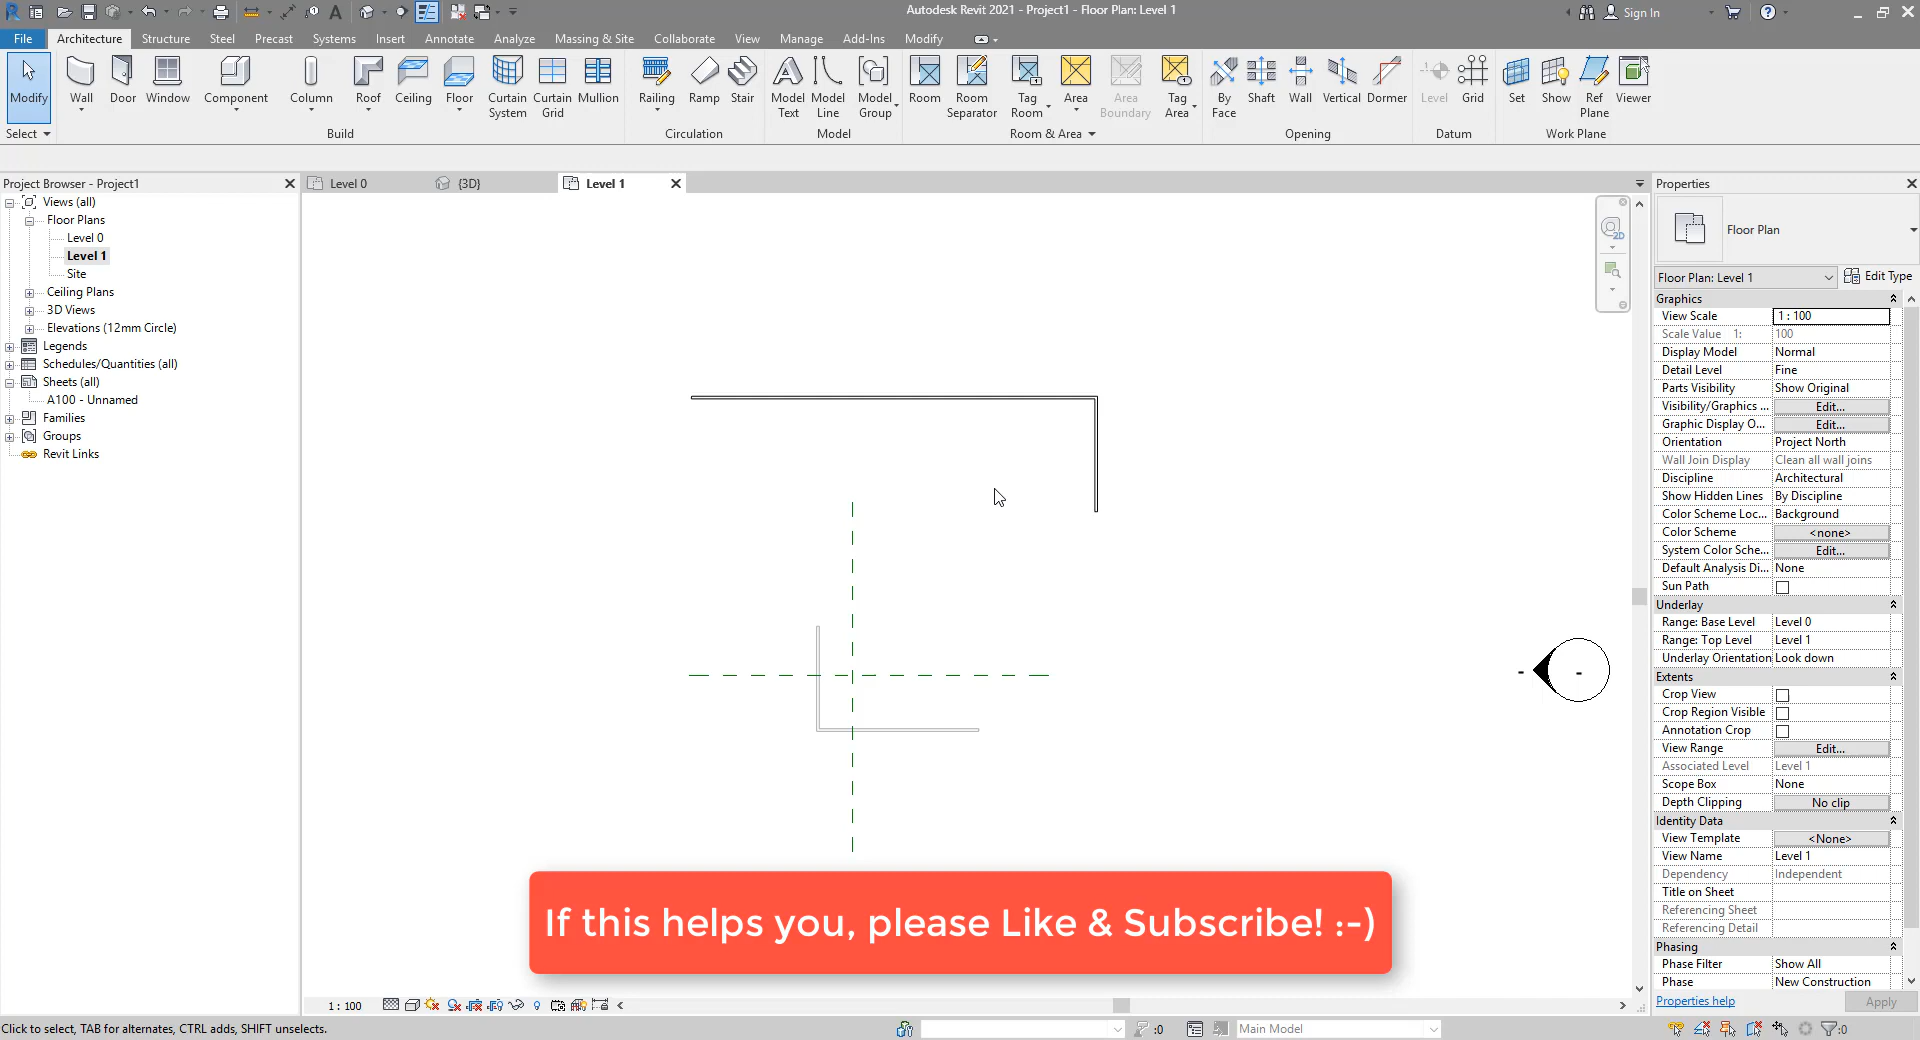 Autodesk Revit 2021 - Project1 - Floor Plan: Level 1
Sign In
File Architecture Structure Steel Precast Systems Insert Annotate Analyze Massing & Site Collaborate View Manage Add-Ins Modify
Modify Wall Door Window Component Column Roof Ceiling Floor Curtain System Curtain Grid Mullion Railing Ramp Stair Model Text Model Line Model Group Room Room Separator Tag Room Area Area Boundary Tag Area By Face Shaft Wall Vertical Dormer Level Grid Set Show Ref Plane Viewer
Select Build Circulation Model Room & Area Opening Datum Work Plane
Project Browser - Project1
Views (all)
Floor Plans
Level 0
Level 1
Site
Ceiling Plans
3D Views
Elevations (12mm Circle)
Legends
Schedules/Quantities (all)
Sheets (all)
A100 - Unnamed
Families
Groups
Revit Links
Level 0 {3D} Level 1
2D
If this helps you, please Like & Subscribe! :-)
1 : 100
Properties
Floor Plan
Floor Plan: Level 1 Edit Type
Graphics
View Scale 1 : 100
Scale Value 1: 100
Display Model Normal
Detail Level Fine
Parts Visibility Show Original
Visibility/Graphics ... Edit...
Graphic Display O... Edit...
Orientation Project North
Wall Join Display Clean all wall joins
Discipline Architectural
Show Hidden Lines By Discipline
Color Scheme Loc... Background
Color Scheme <none>
System Color Sche... Edit...
Default Analysis Di... None
Sun Path
Underlay
Range: Base Level Level 0
Range: Top Level Level 1
Underlay Orientation Look down
Extents
Crop View
Crop Region Visible
Annotation Crop
View Range Edit...
Associated Level Level 1
Scope Box None
Depth Clipping No clip
Identity Data
View Template <None>
View Name Level 1
Dependency Independent
Title on Sheet
Referencing Sheet
Referencing Detail
Phasing
Phase Filter Show All
Phase New Construction
Properties help Apply
Click to select, TAB for alternates, CTRL adds, SHIFT unselects. :0 Main Model :0